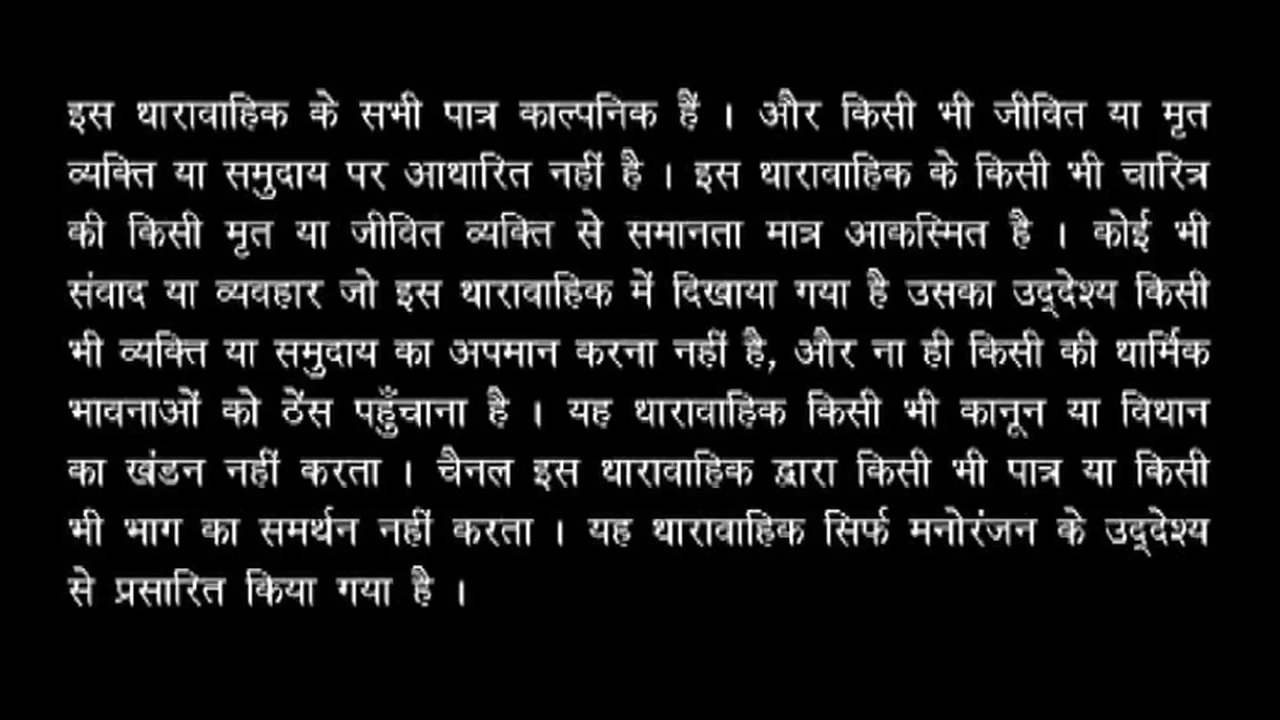 इस धारावाहिक के सभी पात्र काल्पनिक हैं । और किसी भी जीवित या मृत
व्यक्ति या समुदाय पर आधारित नहीं है । इस धारावाहिक के किसी भी चारित्र
की किसी मृत या जीवित व्यक्ति से समानता मात्र आकस्मित है । कोई भी
संवाद या व्यवहार जो इस धारावाहिक में दिखाया गया है उसका उद्देश्य किसी
भी व्यक्ति या समुदाय का अपमान करना नहीं है, और ना ही किसी की धार्मिक
भावनाओं को ठेंस पहुँचाना है । यह धारावाहिक किसी भी कानून या विधान
का खंडन नहीं करता । चैनल इस धारावाहिक द्वारा किसी भी पात्र या किसी
भी भाग का समर्थन नहीं करता । यह धारावाहिक सिर्फ मनोरंजन के उद्देश्य
से प्रसारित किया गया है ।